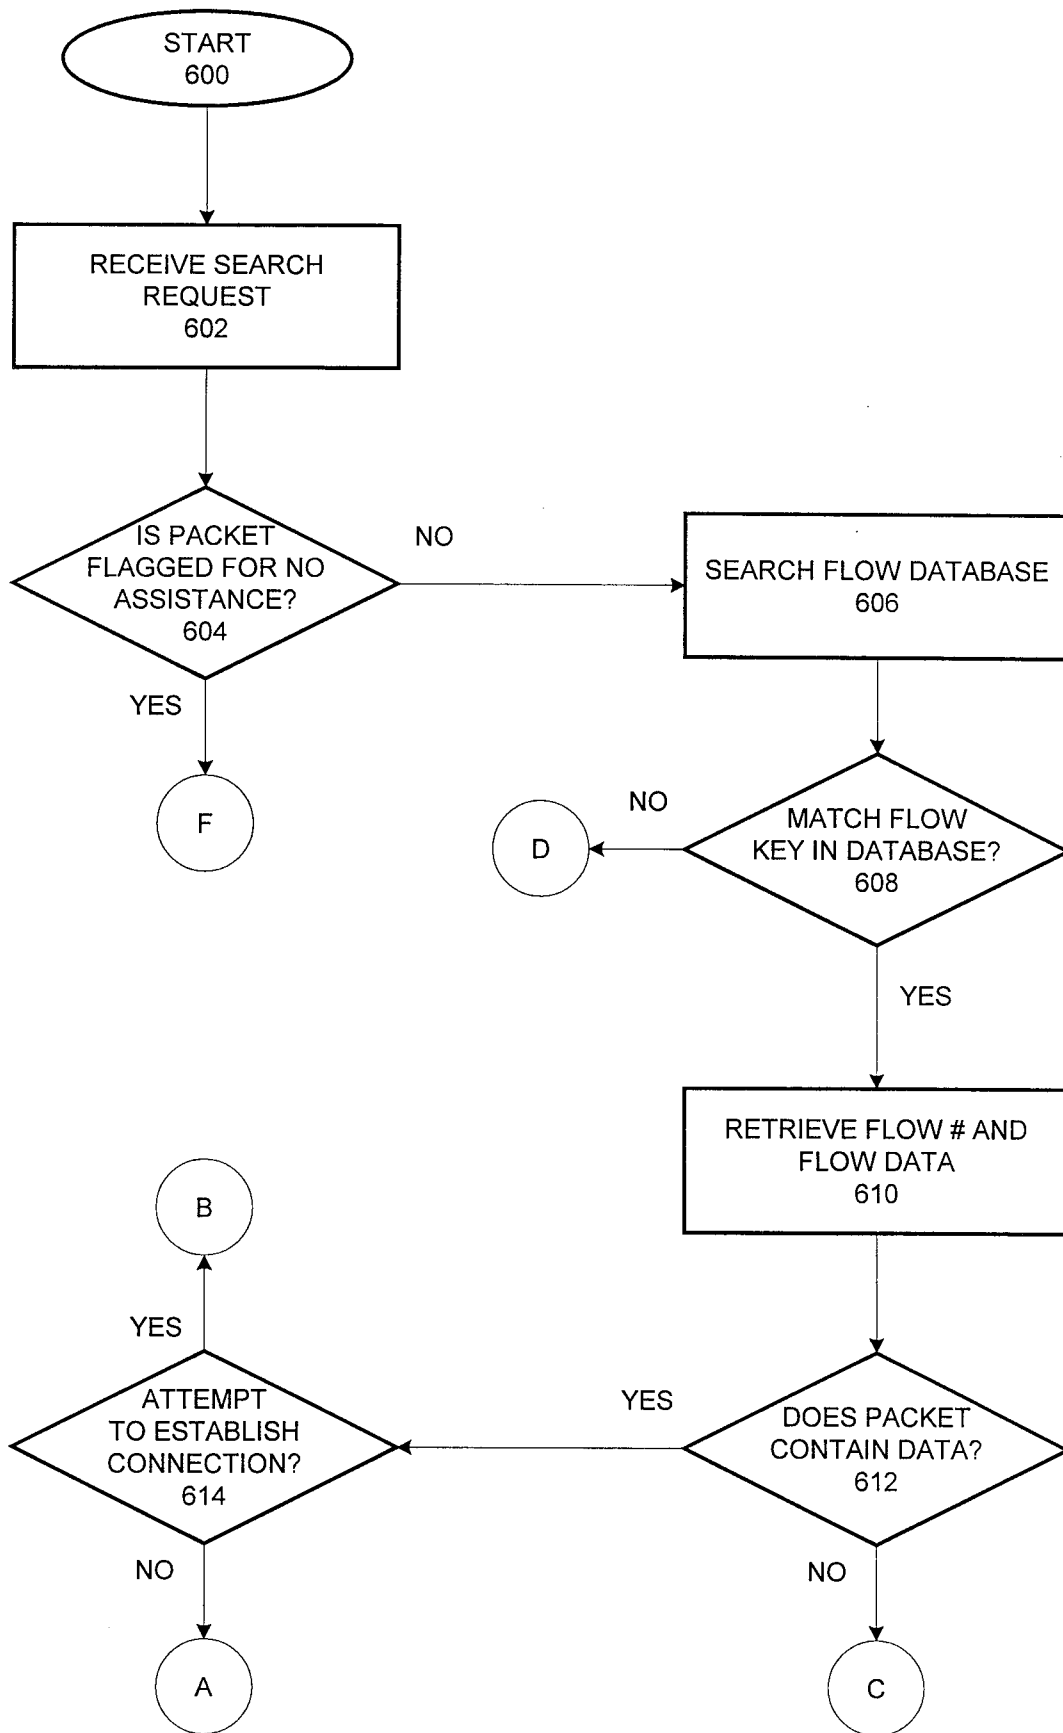 START
600
RECEIVE SEARCH
REQUEST
602
IS PACKET
FLAGGED FOR NO
ASSISTANCE?
604
NO
YES
F
SEARCH FLOW DATABASE
606
MATCH FLOW
KEY IN DATABASE?
608
NO
D
YES
RETRIEVE FLOW # AND
FLOW DATA
610
DOES PACKET
CONTAIN DATA?
612
YES
NO
C
ATTEMPT
TO ESTABLISH
CONNECTION?
614
YES
B
NO
A